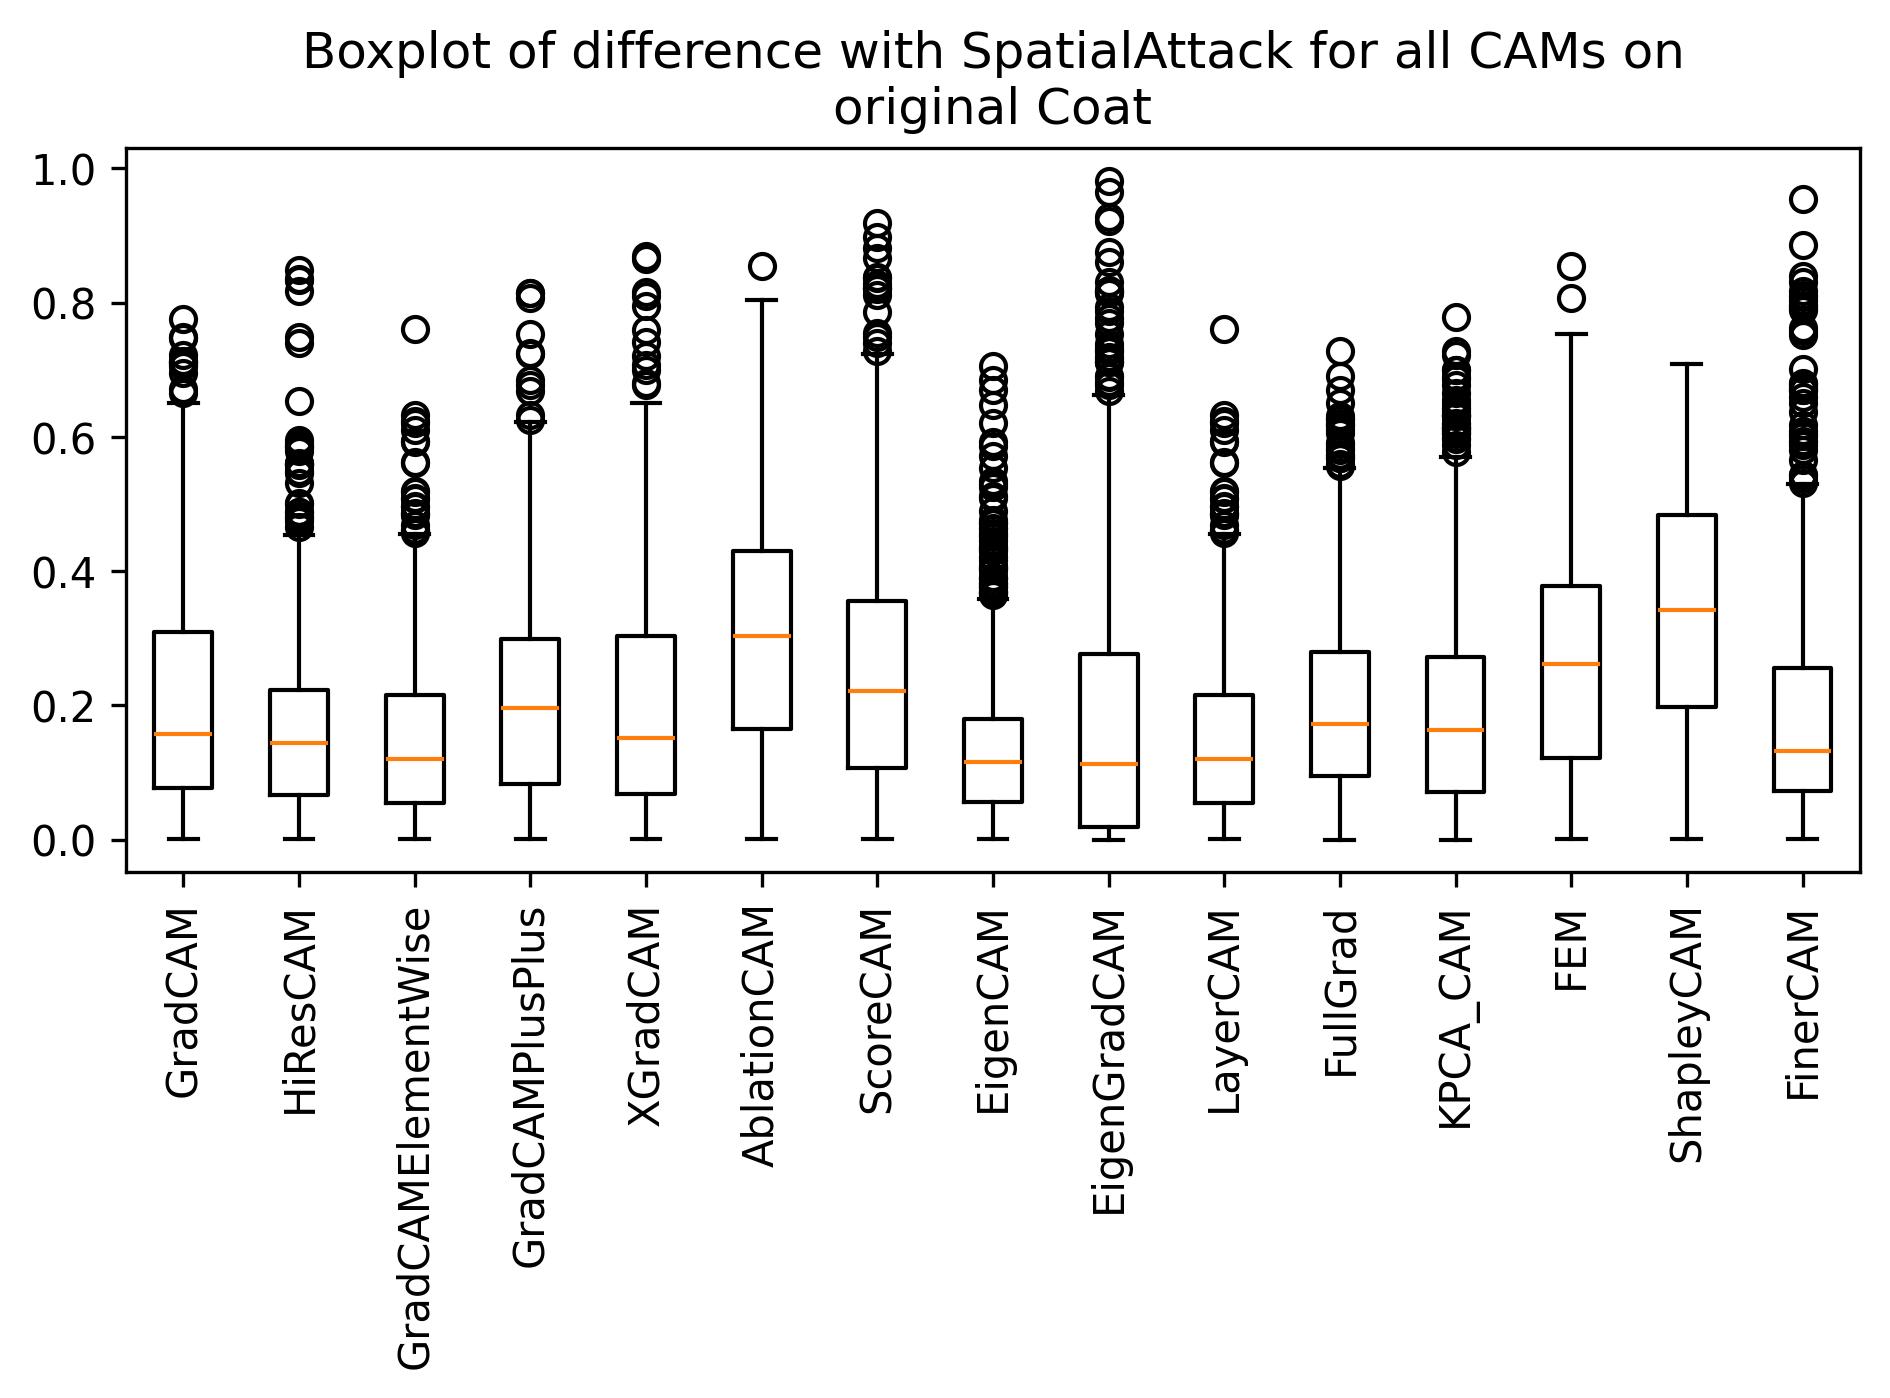 Boxplot of difference with SpatialAttack for all CAMs on
original Coat
1.0
0.8
0.6
0.4
0.2
0.0
GradCAM
HiResCAM
GradCAMElementWise
GradCAMPlusPlus
XGradCAM
AblationCAM
ScoreCAM
EigenCAM
EigenGradCAM
LayerCAM
FullGrad
KPCA_CAM
FEM
ShapleyCAM
FinerCAM